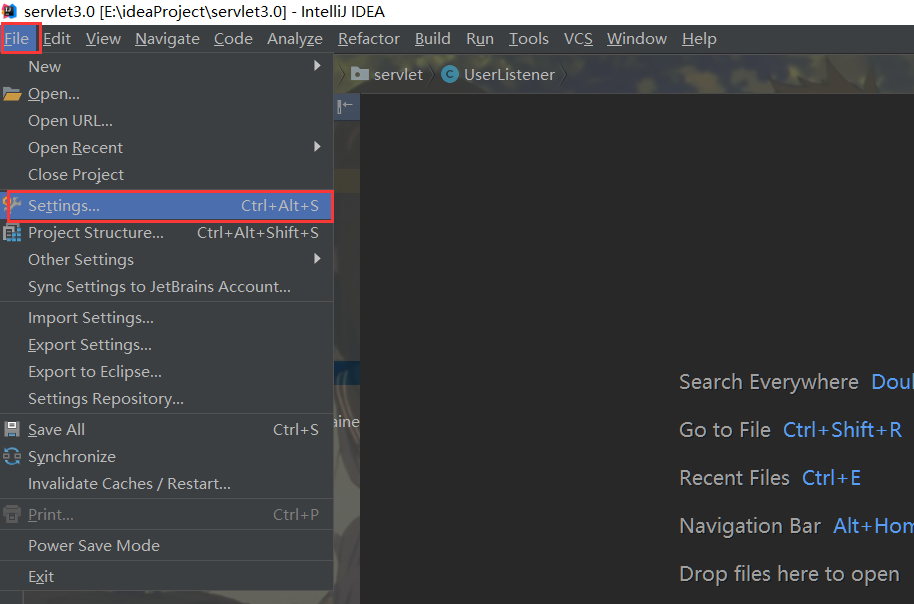 servlet3.0 [E:\ideaProject\servlet3.0] - IntelliJ IDEA
File Edit View Navigate Code Analyze Refactor Build Run Tools VCS Window Help
servlet C UserListener
New
Open...
Open URL...
Open Recent
Close Project
Settings... Ctrl+Alt+S
Project Structure... Ctrl+Alt+Shift+S
Other Settings
Sync Settings to JetBrains Account...
Import Settings...
Export Settings...
Export to Eclipse...
Settings Repository...
Save All Ctrl+S
Synchronize
Invalidate Caches / Restart...
Print... Ctrl+P
Power Save Mode
Exit
aine
Search Everywhere Doul
Go to File Ctrl+Shift+R
Recent Files Ctrl+E
Navigation Bar Alt+Hom
Drop files here to open